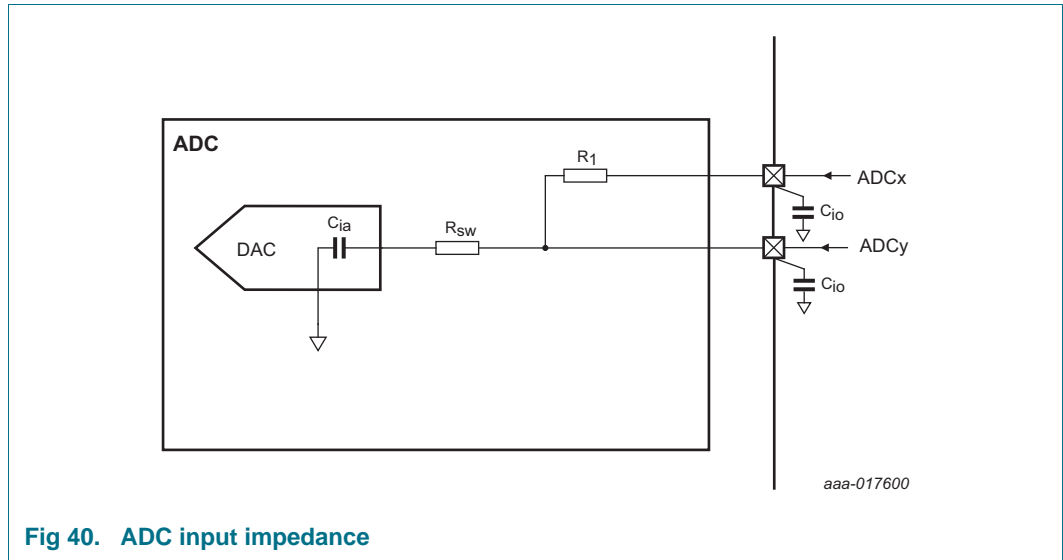 ADC
R1
ADCx
Cio
Cia
Rsw
DAC
ADCy
Cio
aaa-017600
Fig 40. ADC input impedance